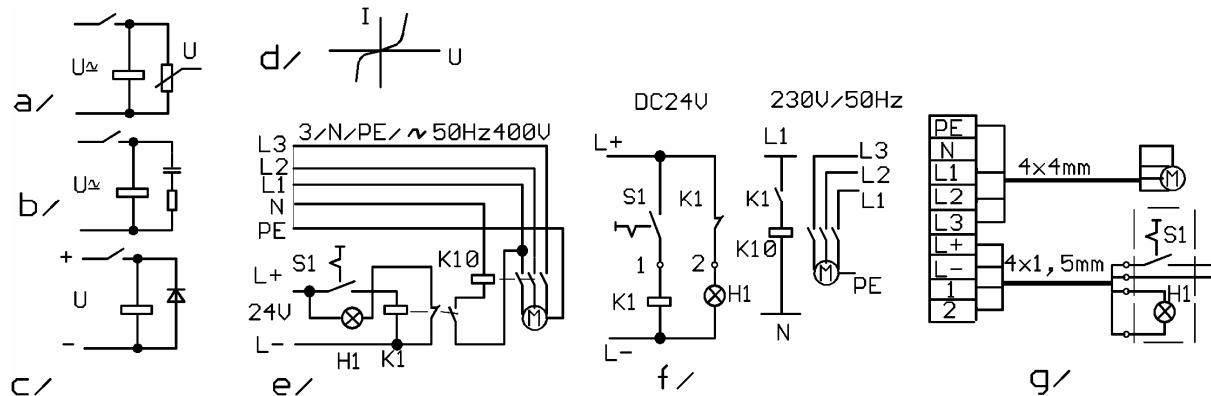 U≂
U
a/
U≂
b/
+
U
-
c/
I
U
d/
3/N/PE/~50Hz400V
L3
L2
L1
N
PE
S1
K10
L+
24V
M
L-
H1
K1
e/
DC24V
230V/50Hz
L+
L1
L3
L2
L1
S1
K1
K1
K10
1
2
M
PE
K1
H1
N
L-
f/
PE
N
L1
L2
L3
L+
L-
1
2
4x4mm
M
S1
4x1,5mm
H1
g/